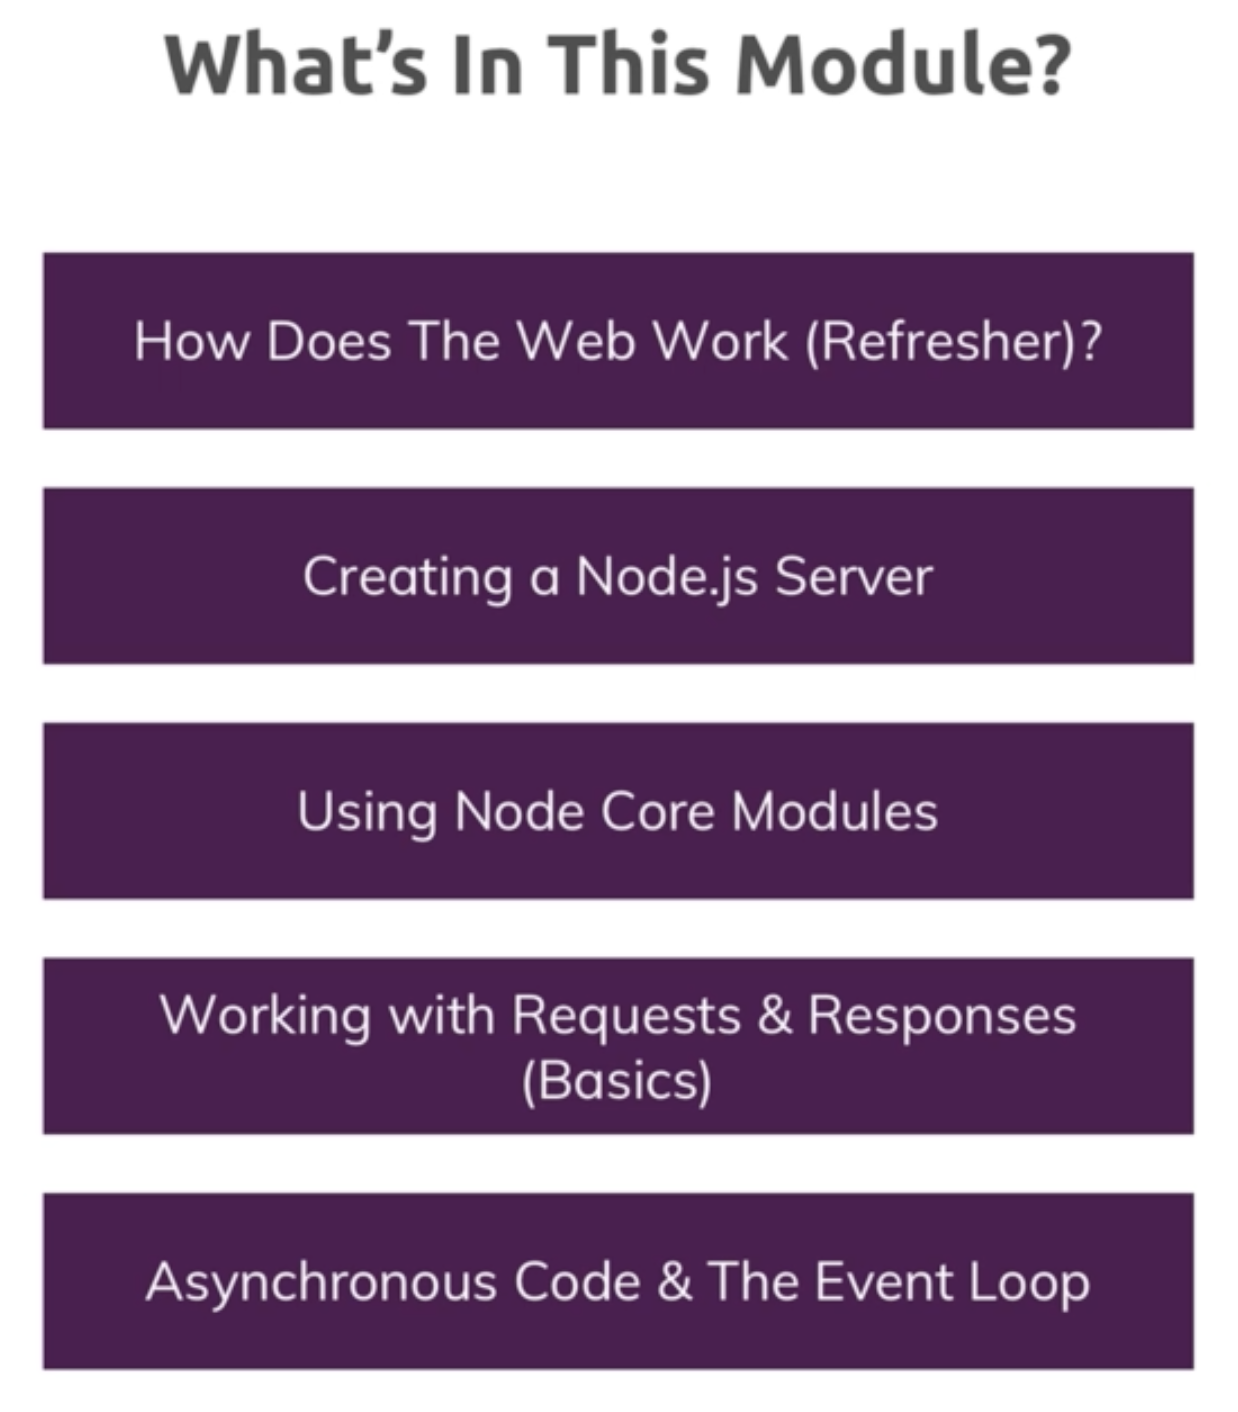 What’s In This Module?
How Does The Web Work (Refresher)?
Creating a Node.js Server
Using Node Core Modules
Working with Requests & Responses
(Basics)
Asynchronous Code & The Event Loop